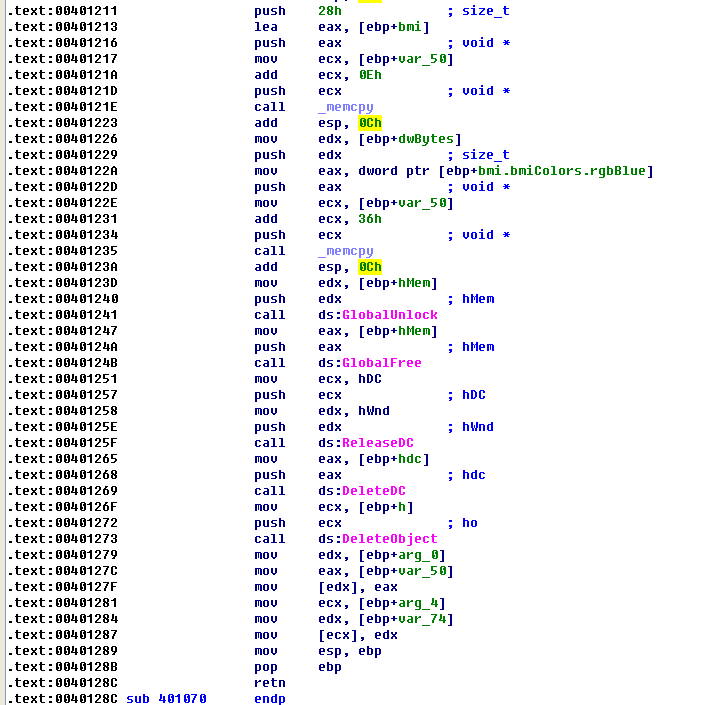 .text:00401211 push 28h ; size_t
.text:00401213 lea eax, [ebp+bmi]
.text:00401216 push eax ; void *
.text:00401217 mov ecx, [ebp+var_50]
.text:0040121A add ecx, 0Eh
.text:0040121D push ecx ; void *
.text:0040121E call _memcpy
.text:00401223 add esp, 0Ch
.text:00401226 mov edx, [ebp+dwBytes]
.text:00401229 push edx ; size_t
.text:0040122A mov eax, dword ptr [ebp+bmi.bmiColors.rgbBlue]
.text:0040122D push eax ; void *
.text:0040122E mov ecx, [ebp+var_50]
.text:00401231 add ecx, 36h
.text:00401234 push ecx ; void *
.text:00401235 call _memcpy
.text:0040123A add esp, 0Ch
.text:0040123D mov edx, [ebp+hMem]
.text:00401240 push edx ; hMem
.text:00401241 call ds:GlobalUnlock
.text:00401247 mov eax, [ebp+hMem]
.text:0040124A push eax ; hMem
.text:0040124B call ds:GlobalFree
.text:00401251 mov ecx, hDC
.text:00401257 push ecx ; hDC
.text:00401258 mov edx, hWnd
.text:0040125E push edx ; hWnd
.text:0040125F call ds:ReleaseDC
.text:00401265 mov eax, [ebp+hdc]
.text:00401268 push eax ; hdc
.text:00401269 call ds:DeleteDC
.text:0040126F mov ecx, [ebp+h]
.text:00401272 push ecx ; ho
.text:00401273 call ds:DeleteObject
.text:00401279 mov edx, [ebp+arg_0]
.text:0040127C mov eax, [ebp+var_50]
.text:0040127F mov [edx], eax
.text:00401281 mov ecx, [ebp+arg_4]
.text:00401284 mov edx, [ebp+var_74]
.text:00401287 mov [ecx], edx
.text:00401289 mov esp, ebp
.text:0040128B pop ebp
.text:0040128C retn
.text:0040128C sub_401070 endp